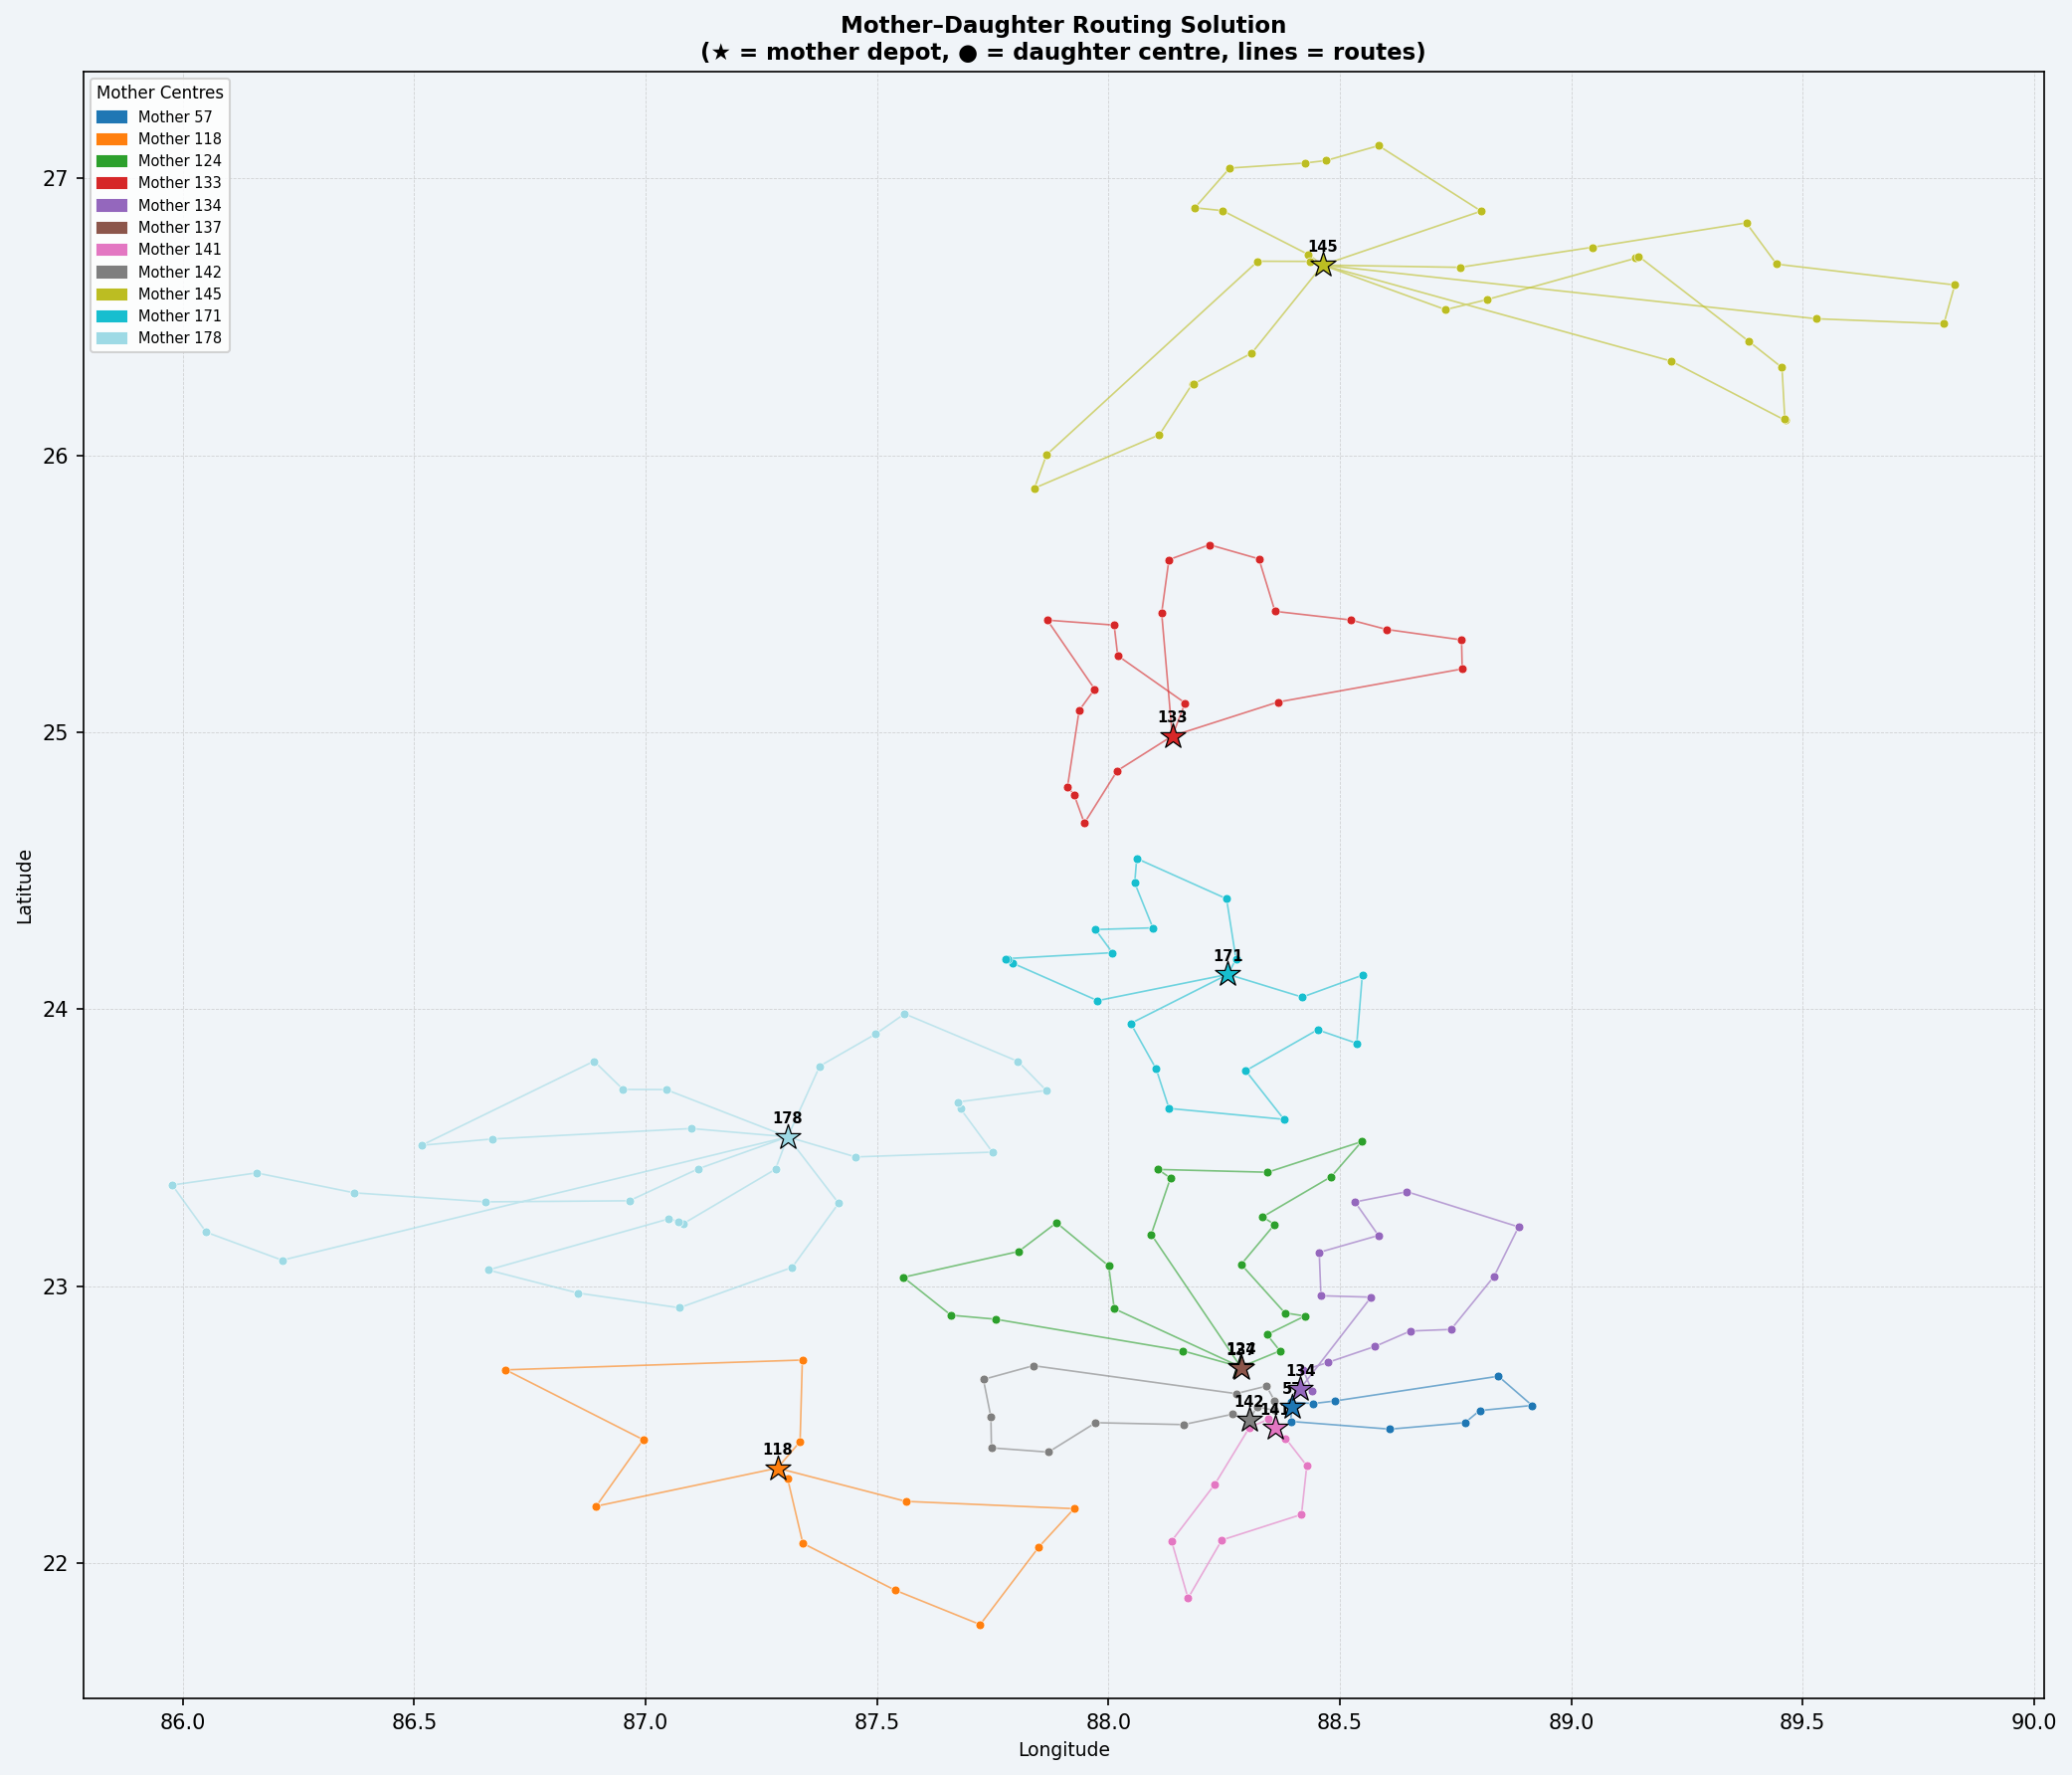 Mother–Daughter Routing Solution
(★ = mother depot, ● = daughter centre, lines = routes)
Mother Centres
Mother 57
Mother 118
Mother 124
Mother 133
Mother 134
Mother 137
Mother 141
Mother 142
Mother 145
Mother 171
Mother 178
145
133
171
178
134
142
118
27
26
25
24
23
22
Latitude
86.0
86.5
87.0
87.5
88.0
88.5
89.0
89.5
90.0
Longitude